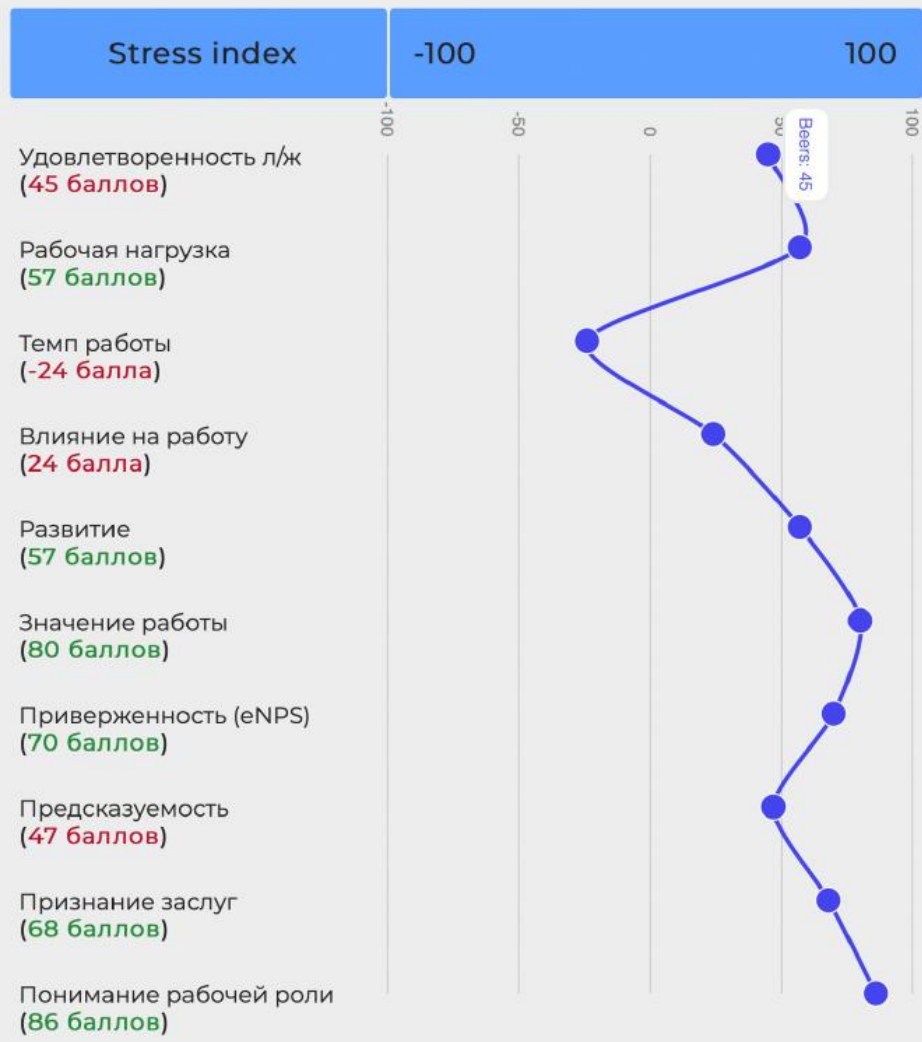 Stress index
-100
100
-100
-50
0
50
100
Beers: 45
Удовлетворенность л/ж
(45 баллов)
Рабочая нагрузка
(57 баллов)
Темп работы
(-24 балла)
Влияние на работу
(24 балла)
Развитие
(57 баллов)
Значение работы
(80 баллов)
Приверженность (eNPS)
(70 баллов)
Предсказуемость
(47 баллов)
Признание заслуг
(68 баллов)
Понимание рабочей роли
(86 баллов)